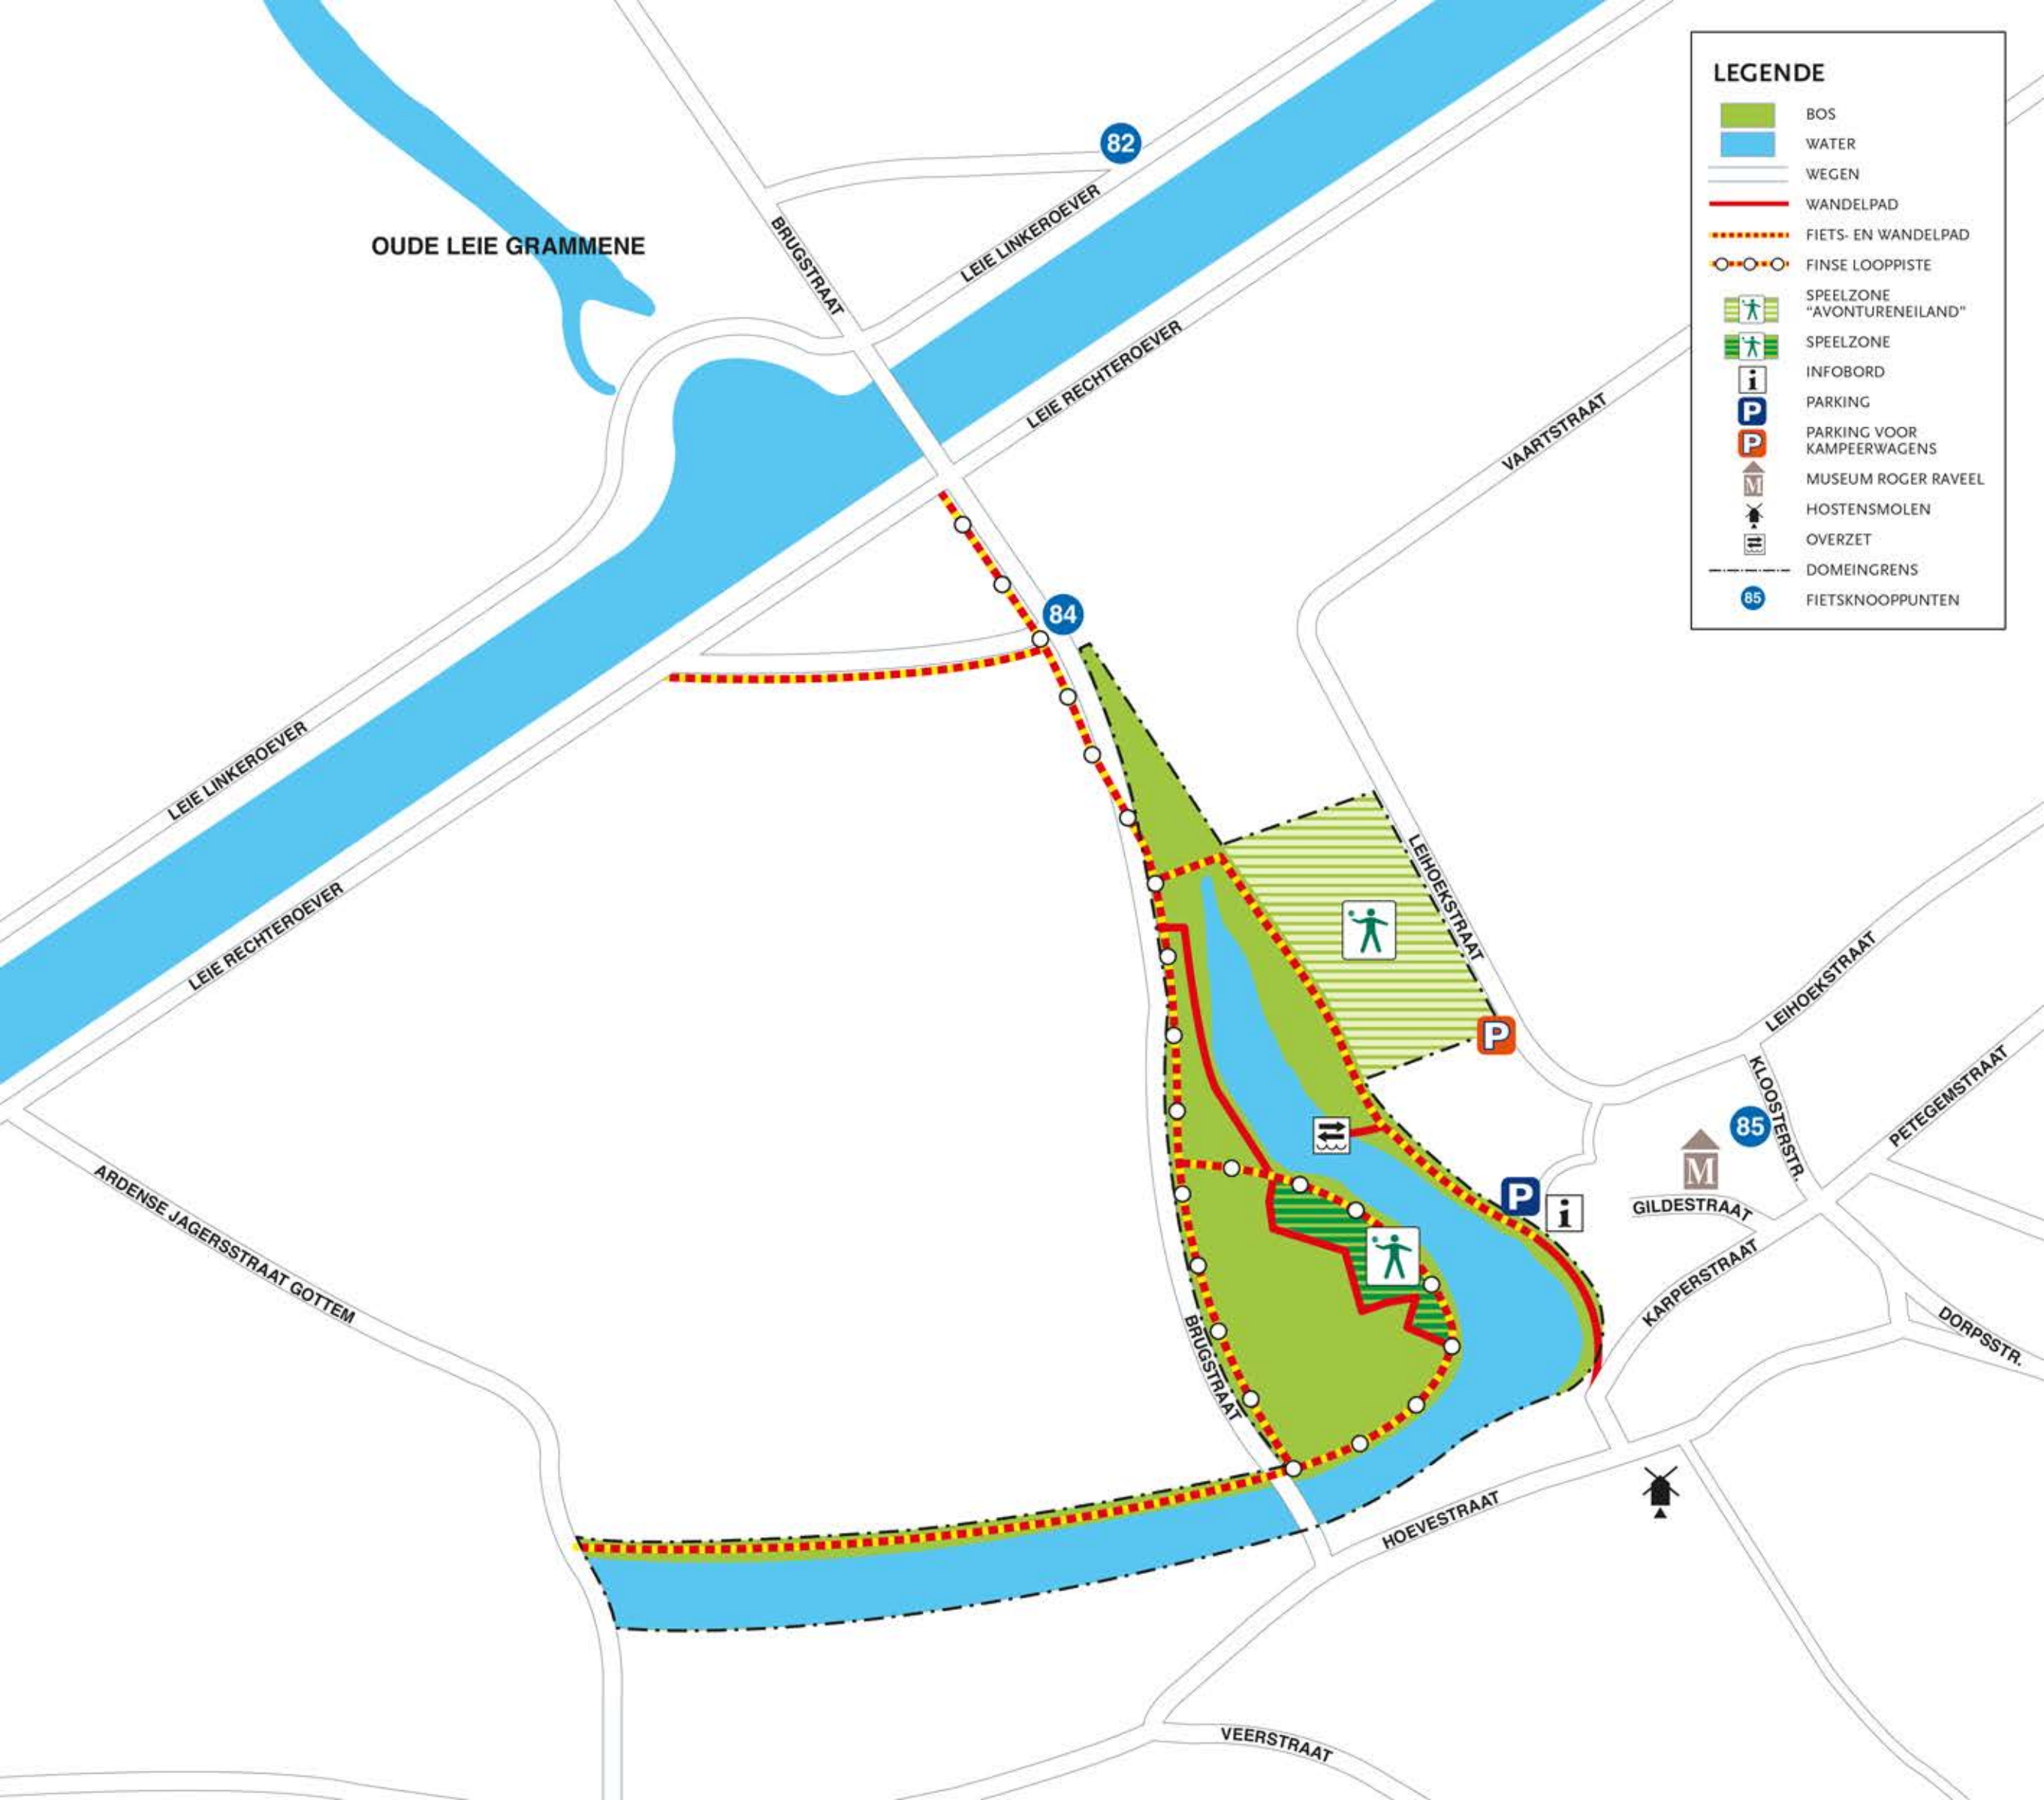 LEGENDE
BOS
WATER
WEGEN
WANDELPAD
FIETS- EN WANDELPAD
FINSE LOOPPISTE
SPEELZONE
“AVONTURENEILAND”
SPEELZONE
i
INFOBORD
P
PARKING
P
PARKING VOOR
KAMPEERWAGENS
M
MUSEUM ROGER RAVEEL
HOSTENSMOLEN
OVERZET
DOMEINGRENS
85
FIETSKNOOPPUNTEN
82
OUDE LEIE GRAMMENE
BRUGSTRAAT
LEIE LINKEROEVER
LEIE RECHTEROEVER
VAARTSTRAAT
84
LEIE LINKEROEVER
LEIE RECHTEROEVER
LEIHOEKSTRAAT
P
LEIHOEKSTRAAT
KLOOSTERSTR.
PETEGEMSTRAAT
85
M
P
i
GILDESTRAAT
KARPERSTRAAT
ARDENSE JAGERSSTRAAT GOTTEM
BRUGSTRAAT
DORPSSTR.
HOEVESTRAAT
VEERSTRAAT